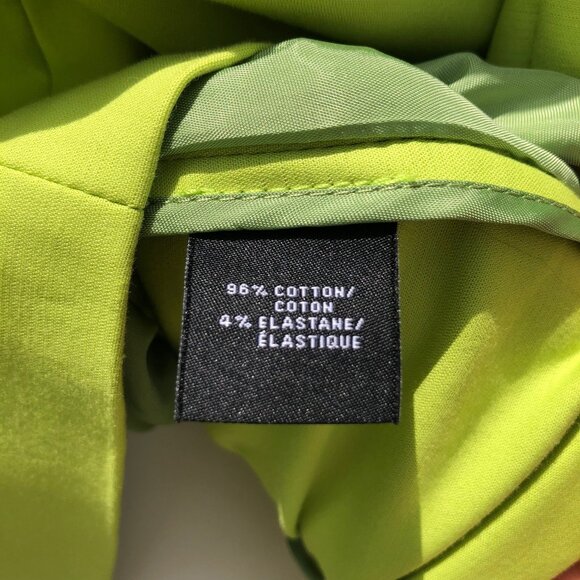 96% COTTON/
COTON
4% ELASTANE/
ÉLASTIQUE